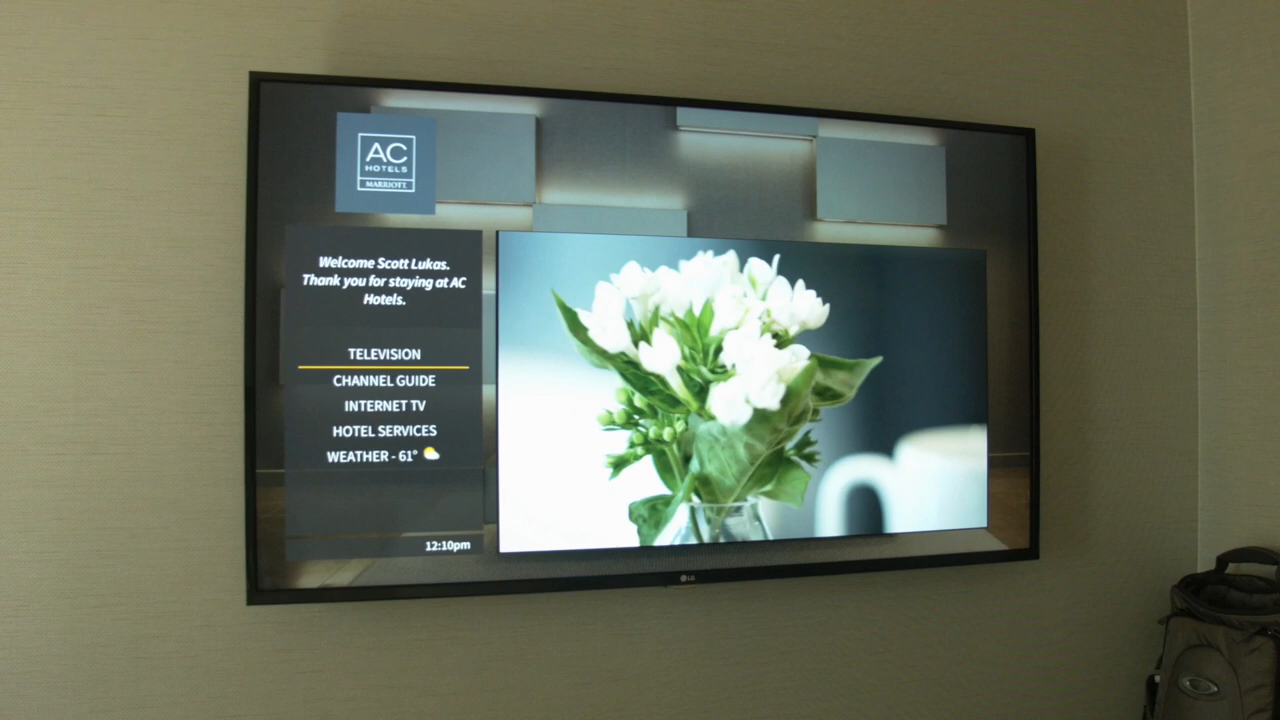 AC
HOTELS
MARRIOTT
Welcome Scott Lukas.
Thank you for staying at AC
Hotels.
TELEVISION
CHANNEL GUIDE
INTERNET TV
HOTEL SERVICES
WEATHER - 61°
12:10pm
LG